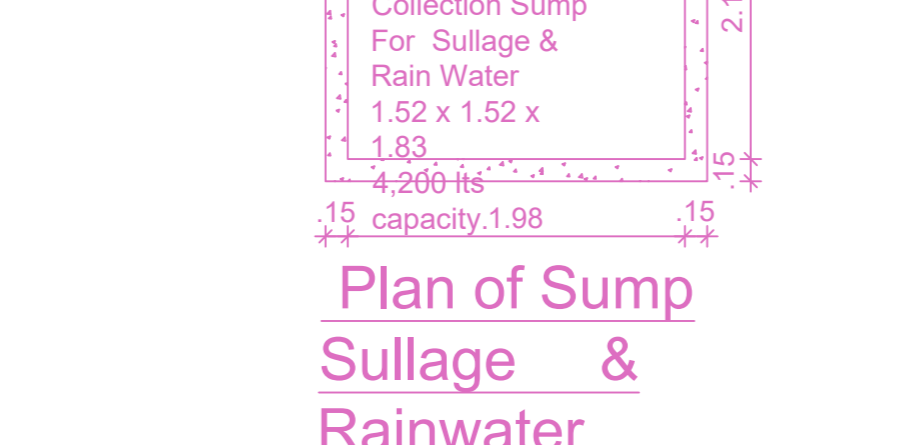 Collection Sump
For Sullage &
Rain Water
1.52 x 1.52 x
1.83
4,200 lts
capacity.1.98
.15
.15
.15
Plan of Sump
Sullage &
Rainwater